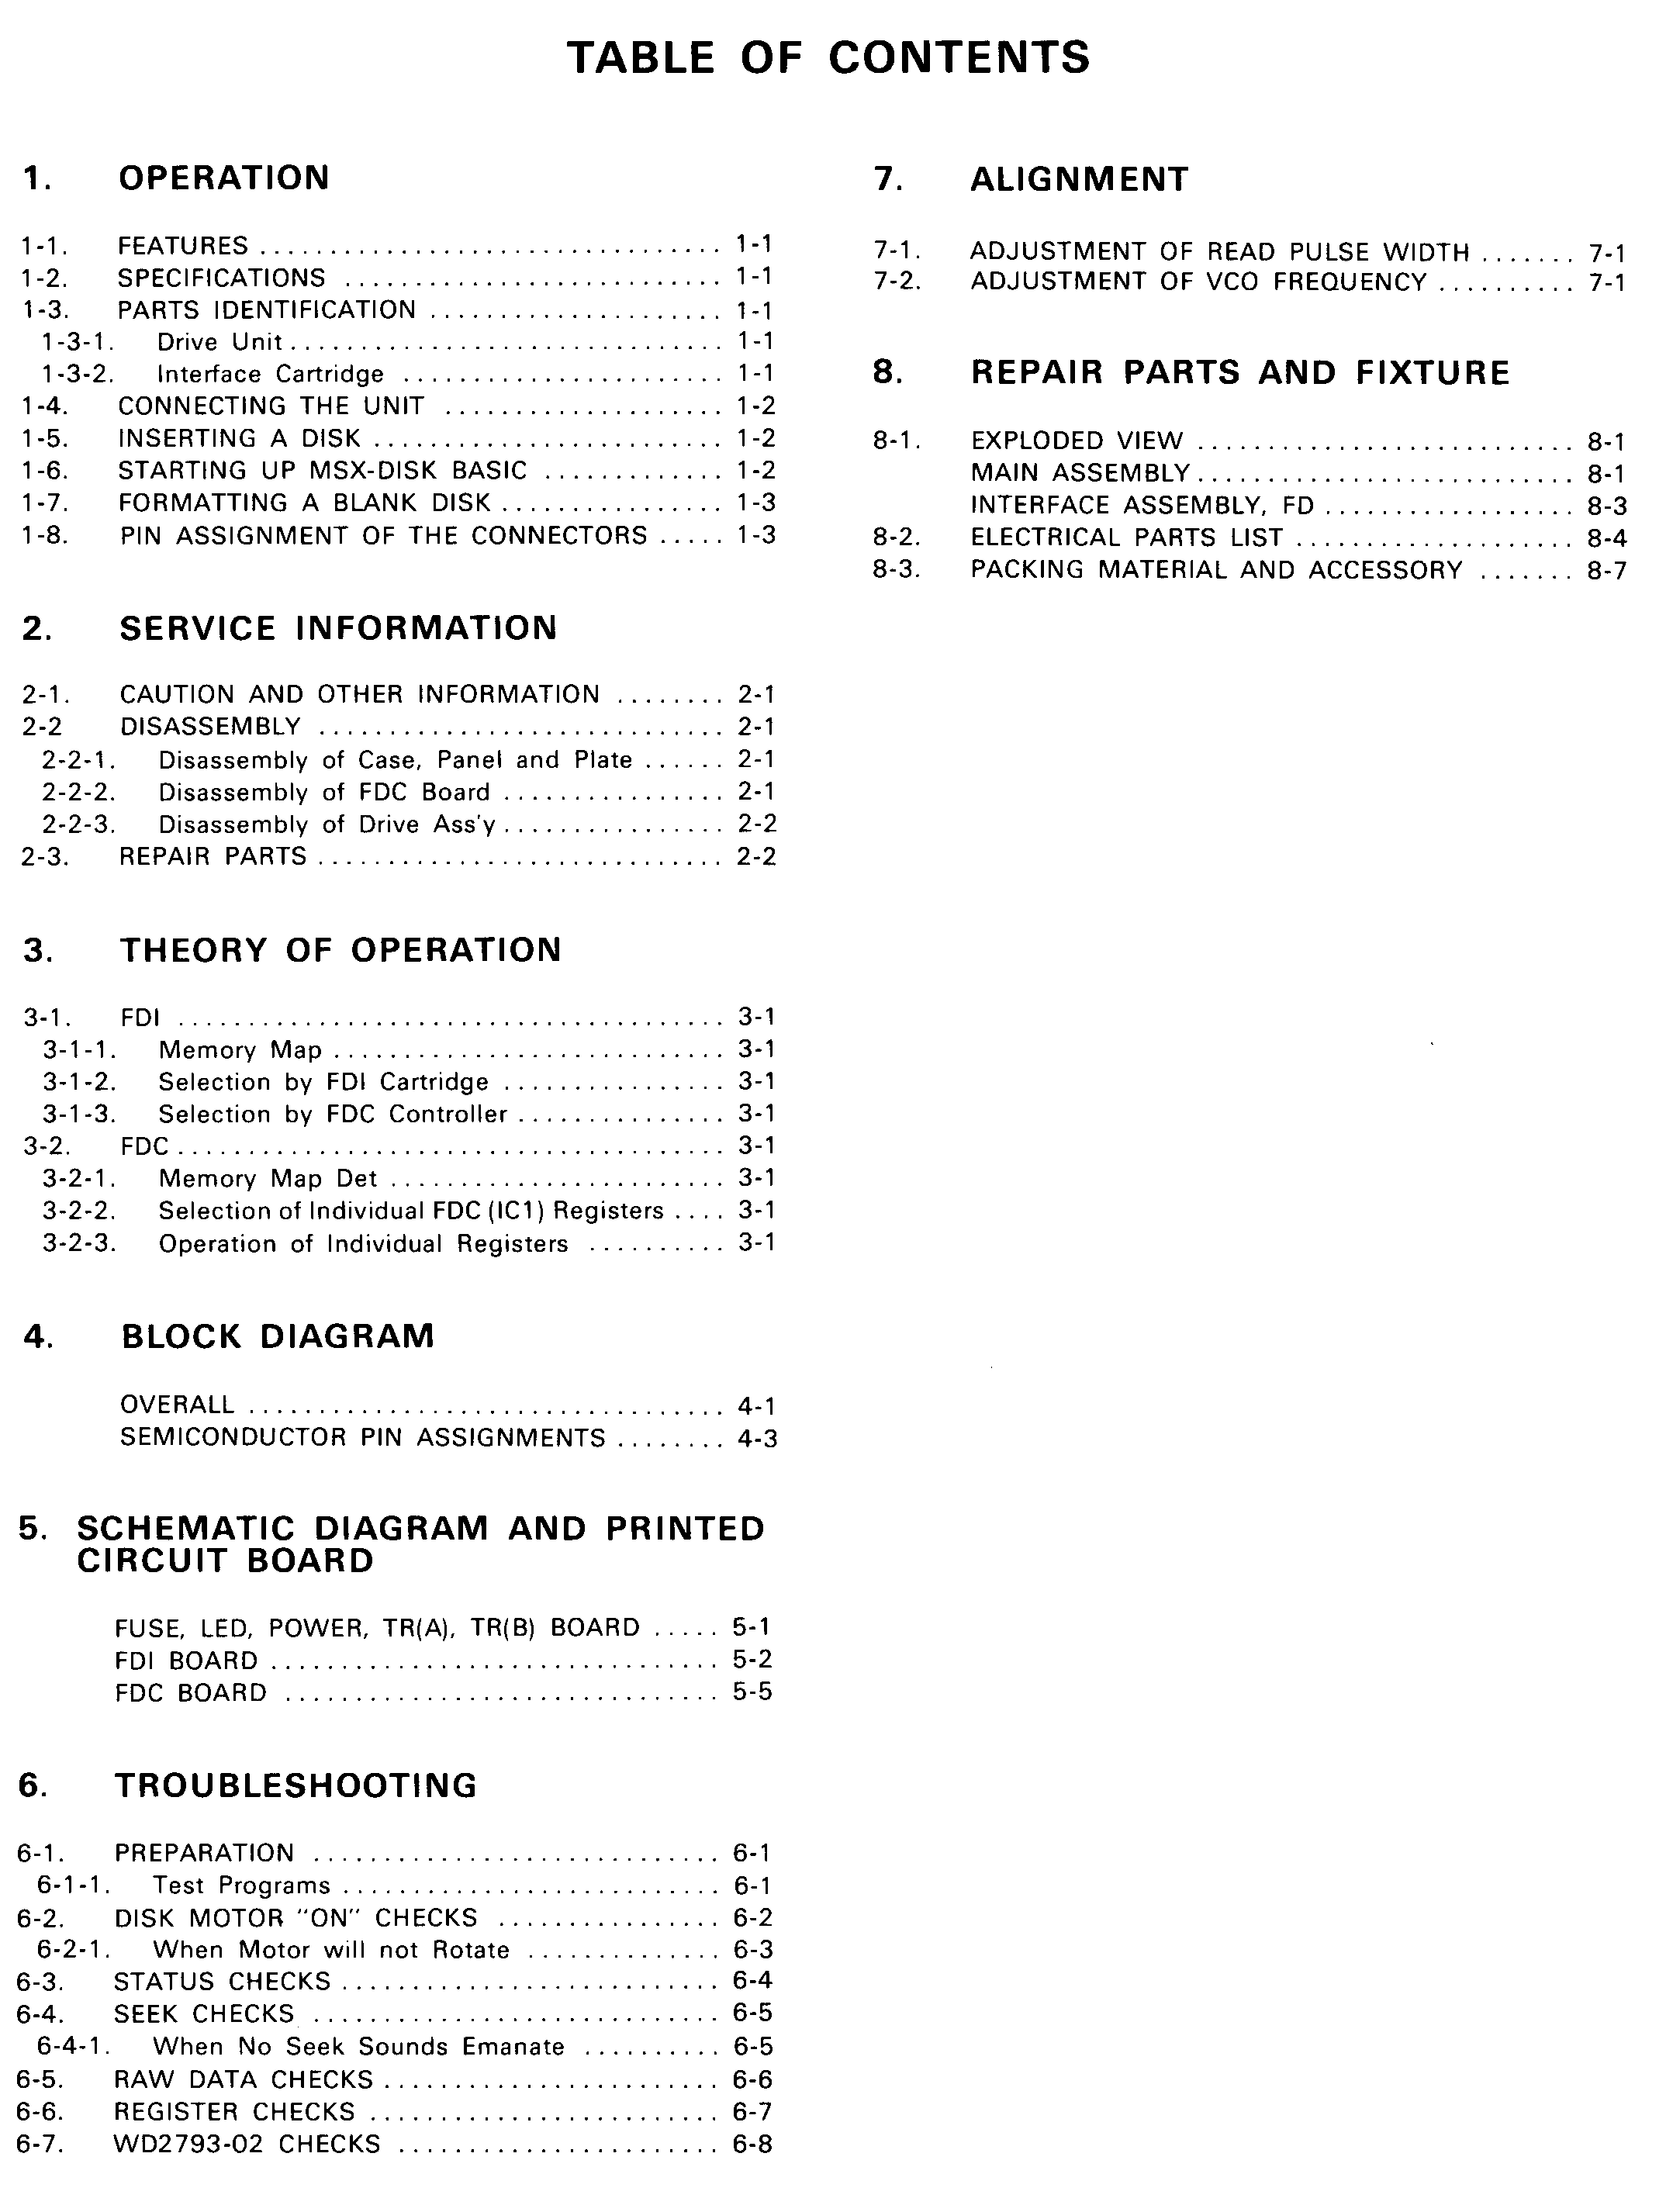 TABLE OF CONTENTS
1. OPERATION
1-1. FEATURES ................................. 1-1
1-2. SPECIFICATIONS ........................... 1-1
1-3. PARTS IDENTIFICATION ..................... 1-1
1-3-1. Drive Unit............................... 1-1
1-3-2. Interface Cartridge ....................... 1-1
1-4. CONNECTING THE UNIT .................... 1-2
1-5. INSERTING A DISK ......................... 1-2
1-6. STARTING UP MSX-DISK BASIC ............. 1-2
1-7. FORMATTING A BLANK DISK ................ 1-3
1-8. PIN ASSIGNMENT OF THE CONNECTORS ..... 1-3
2. SERVICE INFORMATION
2-1. CAUTION AND OTHER INFORMATION ........ 2-1
2-2 DISASSEMBLY ............................. 2-1
2-2-1. Disassembly of Case, Panel and Plate ...... 2-1
2-2-2. Disassembly of FDC Board ................ 2-1
2-2-3. Disassembly of Drive Ass'y ................ 2-2
2-3. REPAIR PARTS ............................. 2-2
3. THEORY OF OPERATION
3-1. FDI ....................................... 3-1
3-1-1. Memory Map ............................ 3-1
3-1-2. Selection by FDI Cartridge ................ 3-1
3-1-3. Selection by FDC Controller ............... 3-1
3-2. FDC ....................................... 3-1
3-2-1. Memory Map Det ........................ 3-1
3-2-2. Selection of Individual FDC (IC1) Registers .... 3-1
3-2-3. Operation of Individual Registers .......... 3-1
4. BLOCK DIAGRAM
OVERALL .................................. 4-1
SEMICONDUCTOR PIN ASSIGNMENTS ........ 4-3
5. SCHEMATIC DIAGRAM AND PRINTED
CIRCUIT BOARD
FUSE, LED, POWER, TR(A), TR(B) BOARD ..... 5-1
FDI BOARD ................................ 5-2
FDC BOARD ............................... 5-5
6. TROUBLESHOOTING
6-1. PREPARATION ............................. 6-1
6-1-1. Test Programs ........................... 6-1
6-2. DISK MOTOR "ON" CHECKS ................ 6-2
6-2-1. When Motor will not Rotate .............. 6-3
6-3. STATUS CHECKS ........................... 6-4
6-4. SEEK CHECKS ............................. 6-5
6-4-1. When No Seek Sounds Emanate .......... 6-5
6-5. RAW DATA CHECKS ........................ 6-6
6-6. REGISTER CHECKS ......................... 6-7
6-7. WD2793-02 CHECKS ....................... 6-8
7. ALIGNMENT
7-1. ADJUSTMENT OF READ PULSE WIDTH ....... 7-1
7-2. ADJUSTMENT OF VCO FREQUENCY .......... 7-1
8. REPAIR PARTS AND FIXTURE
8-1. EXPLODED VIEW ........................... 8-1
MAIN ASSEMBLY........................... 8-1
INTERFACE ASSEMBLY, FD .................. 8-3
8-2. ELECTRICAL PARTS LIST .................... 8-4
8-3. PACKING MATERIAL AND ACCESSORY ....... 8-7